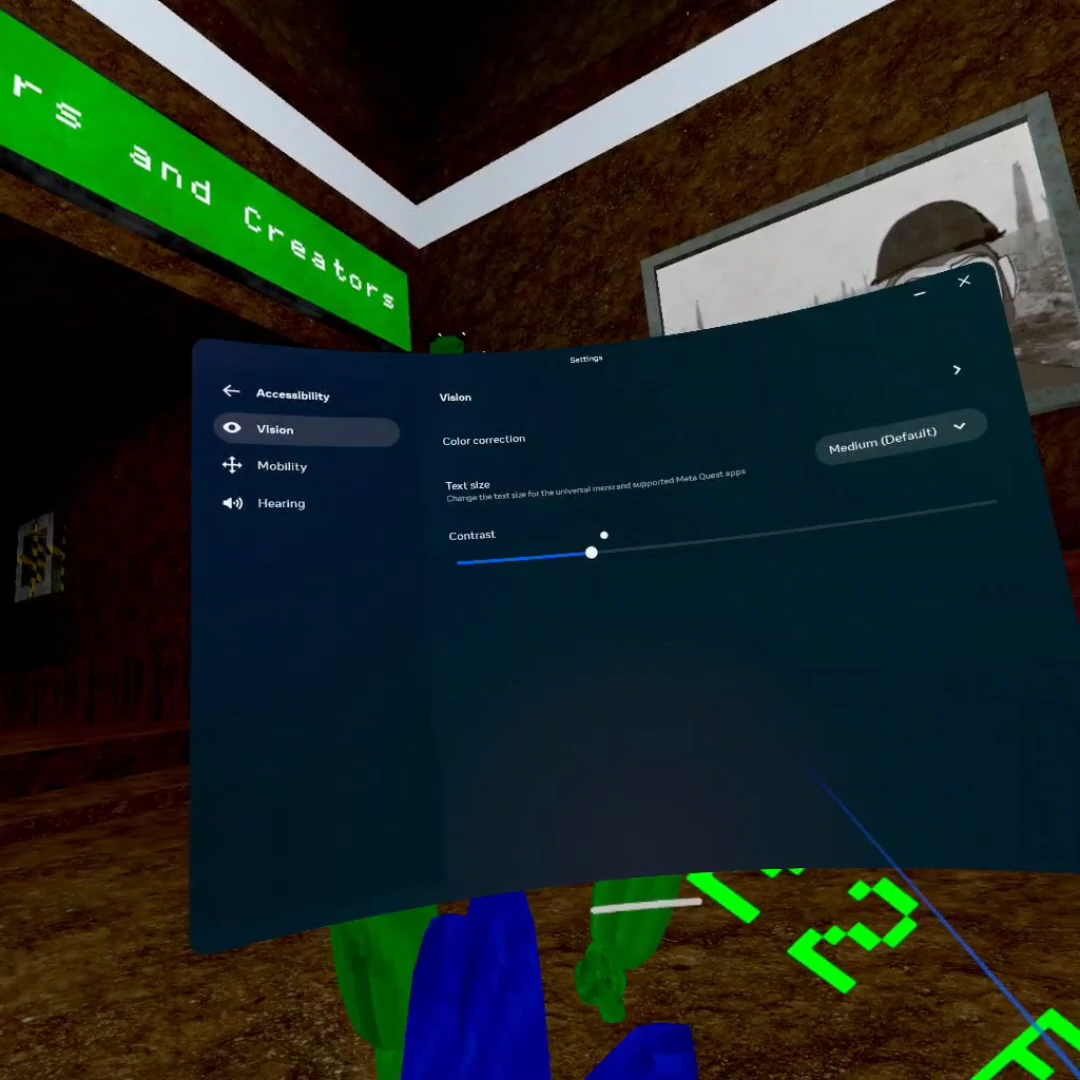 rs and Creators
Settings
Accessibility
Vision
Mobility
Hearing
Vision
Color correction
Medium (Default)
Text size
Change the text size for the universal menu and supported Meta Quest apps
Contrast